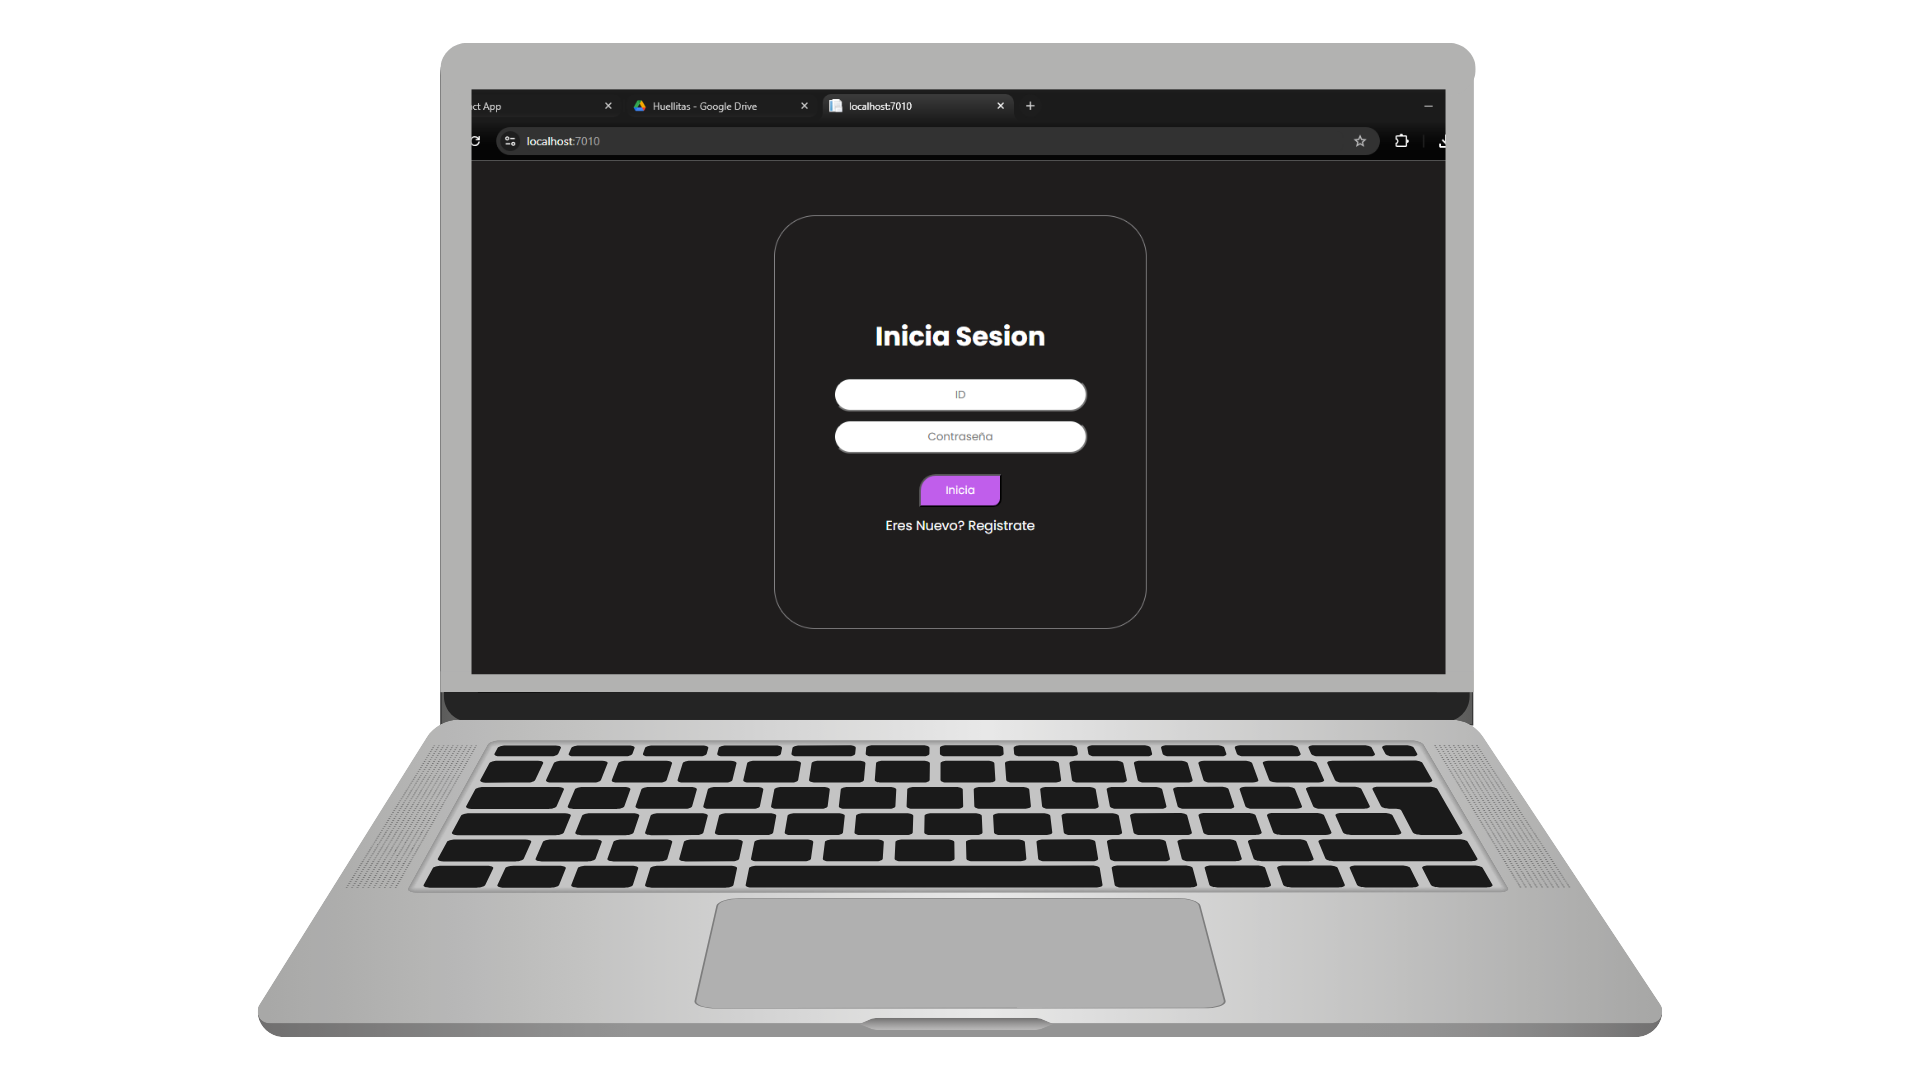 ct App
Huellitas - Google Drive
localhost:7010
localhost:7010
Inicia Sesion
ID
Contraseña
Inicia
Eres Nuevo? Registrate